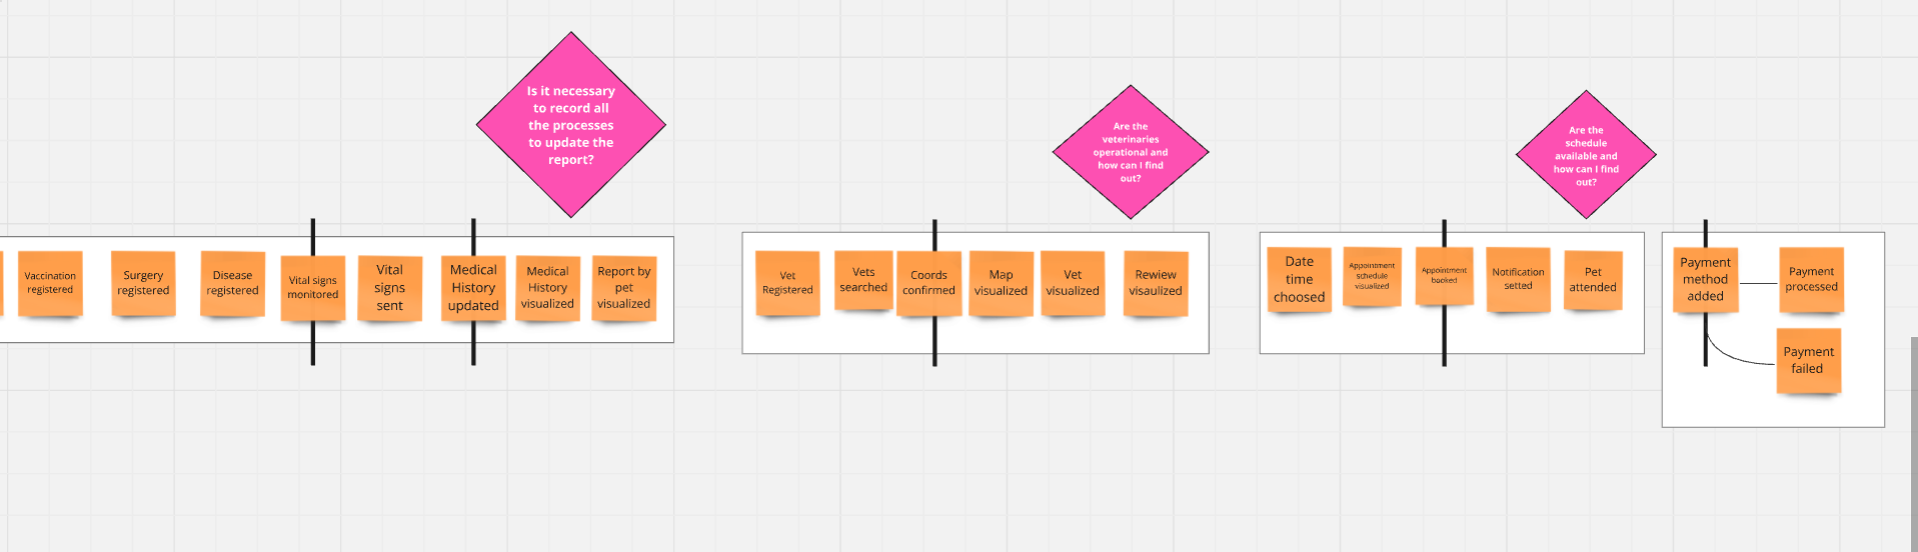 Is it necessary
to record all
the processes
to update the
report?
Are the
veterinaries
operational and
how can I find
out?
Are the
schedule
available and
how can I find
out?
Vaccination
registered
Surgery
registered
Disease
registered
Vital signs
monitored
Vital
signs
sent
Medical
History
updated
Medical
History
visualized
Report by
pet
visualized
Vet
Registered
Vets
searched
Coords
confirmed
Map
visualized
Vet
visualized
Rewiew
visaulized
Date
time
choosed
Appointment
schedule
visualized
Appointment
booked
Notification
setted
Pet
attended
Payment
method
added
Payment
processed
Payment
failed